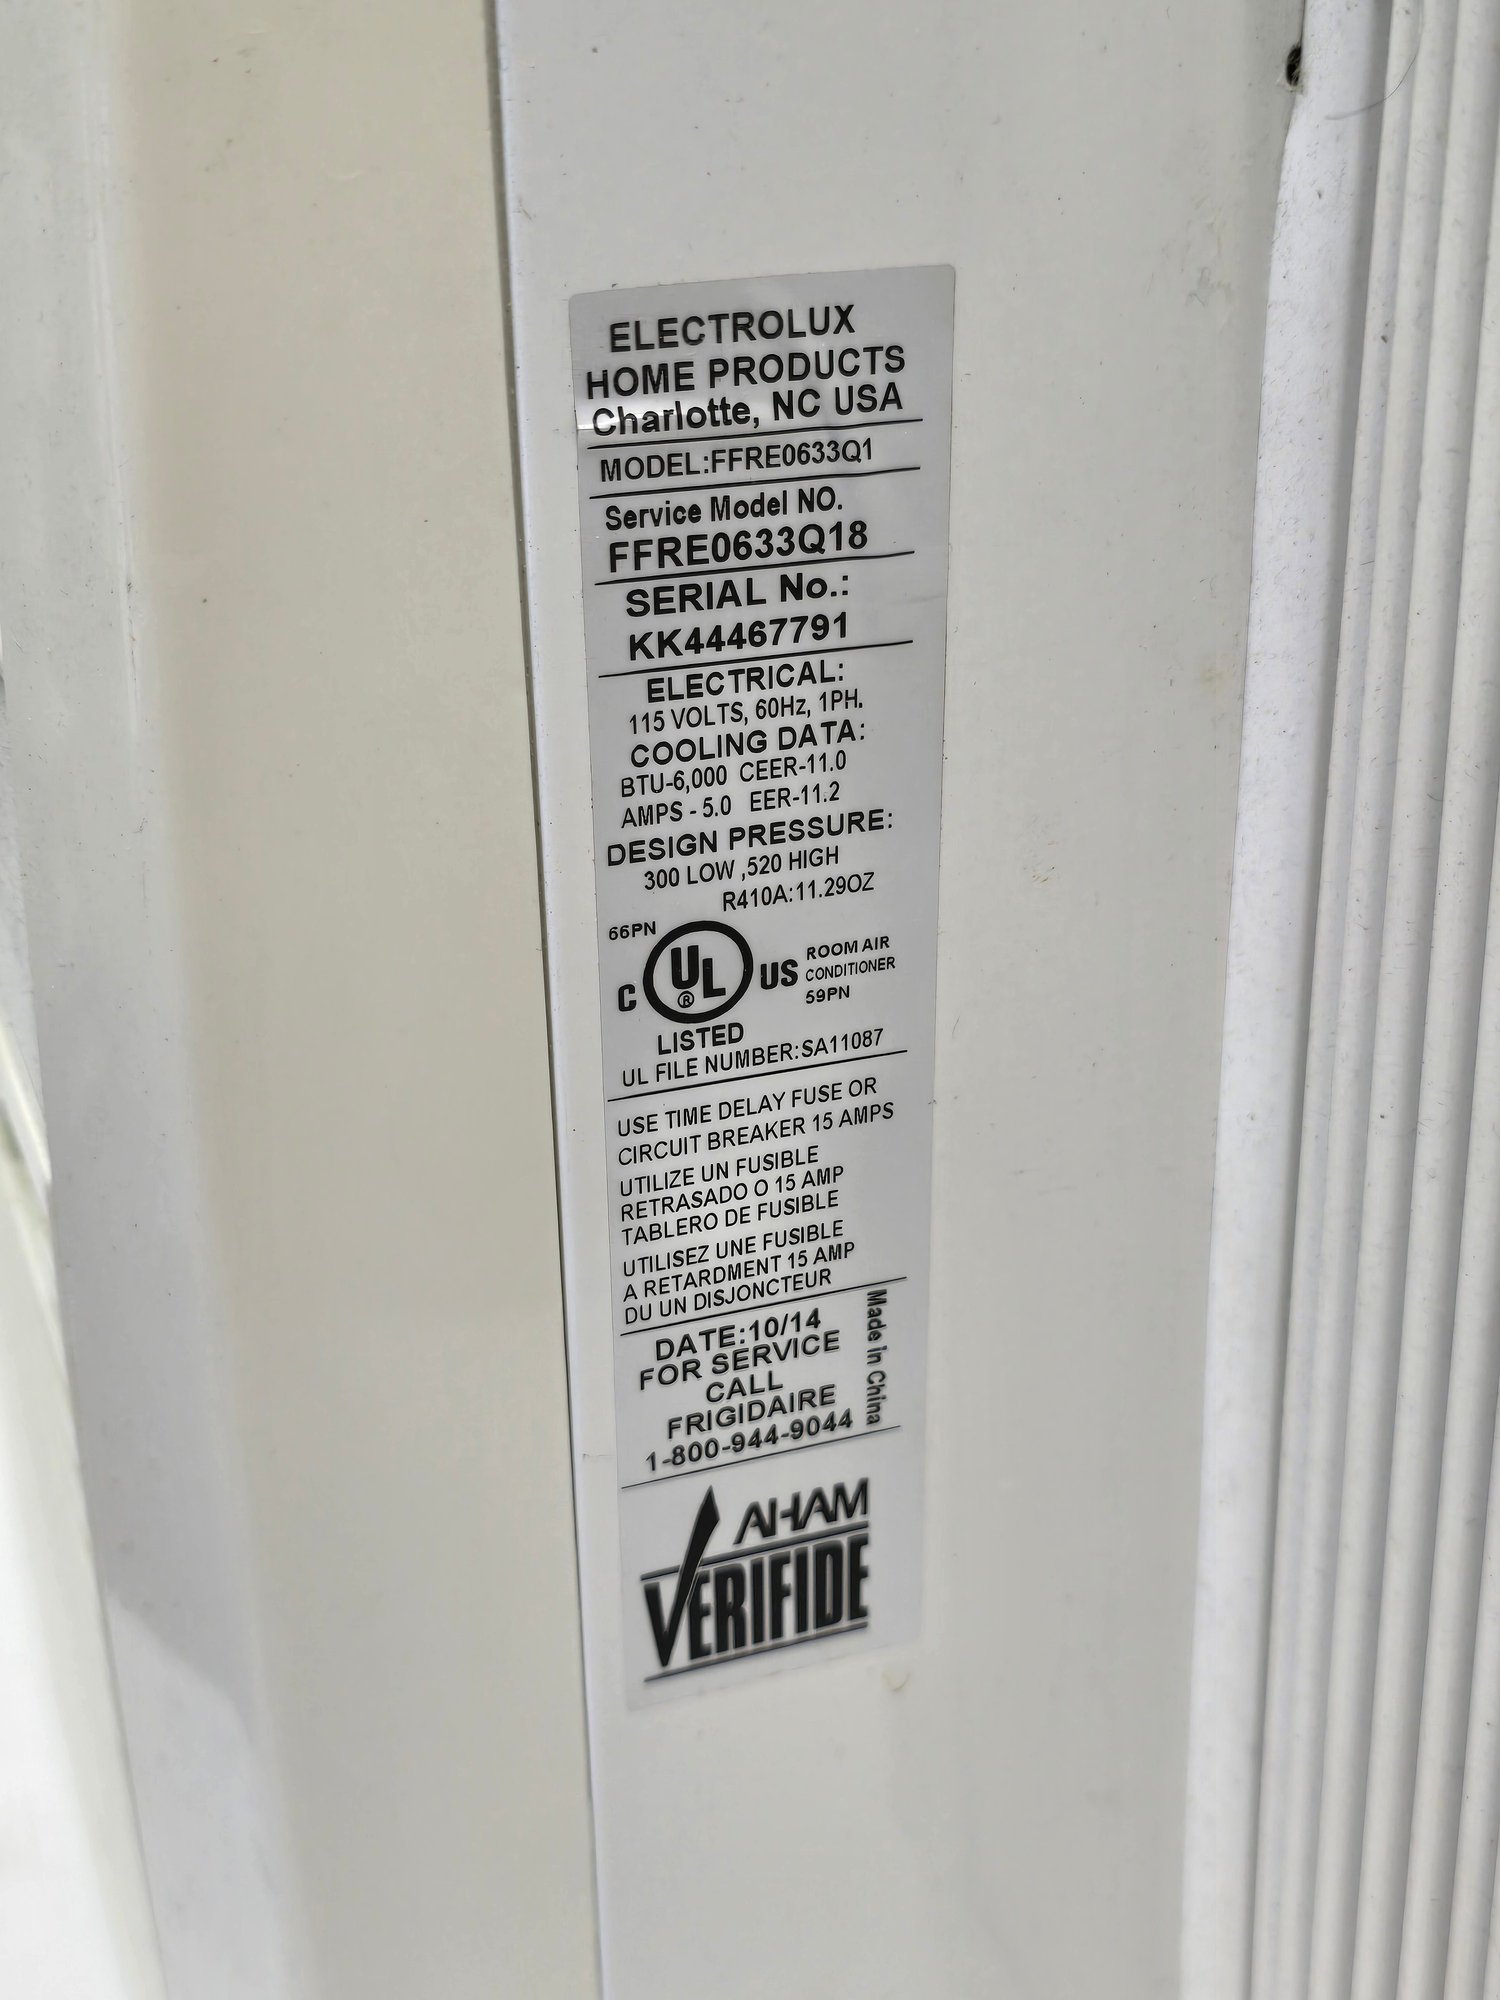 ELECTROLUX
HOME PRODUCTS
Charlotte, NC USA
MODEL:FFRE0633Q1
Service Model NO.
FFRE0633Q18
SERIAL No.:
KK44467791
ELECTRICAL:
115 VOLTS, 60Hz, 1PH.
COOLING DATA:
BTU-6,000 CEER-11.0
AMPS - 5.0 EER-11.2
DESIGN PRESSURE:
300 LOW ,520 HIGH
R410A:11.29OZ
66PN
C UL ® US
ROOM AIR
CONDITIONER
59PN
LISTED
UL FILE NUMBER:SA11087
USE TIME DELAY FUSE OR
CIRCUIT BREAKER 15 AMPS
UTILIZE UN FUSIBLE
RETRASADO O 15 AMP
TABLERO DE FUSIBLE
UTILISEZ UNE FUSIBLE
A RETARDMENT 15 AMP
DU UN DISJONCTEUR
DATE:10/14
FOR SERVICE
CALL
FRIGIDAIRE
1-800-944-9044
Made in China
AHAM
VERIFIDE